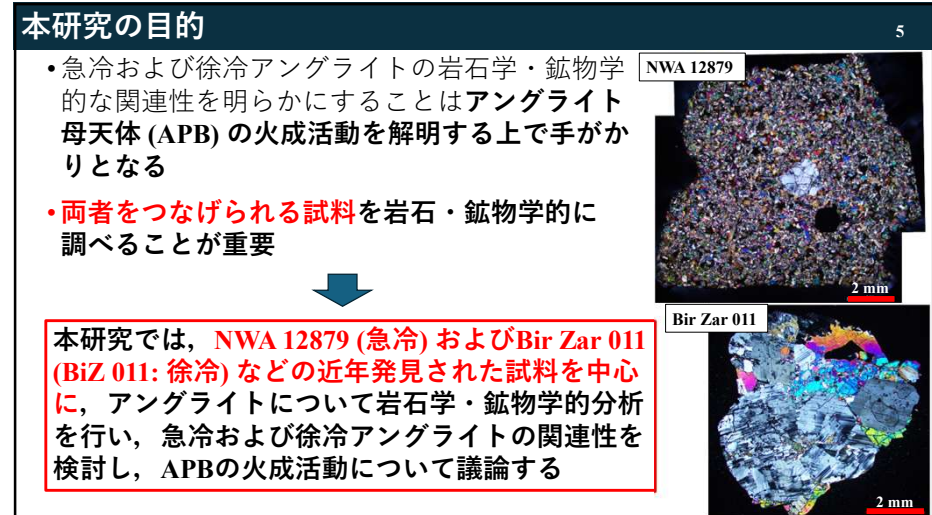 本研究の目的
5
•急冷および徐冷アングライトの岩石学・鉱物学
的な関連性を明らかにすることはアングライト
母天体 (APB) の火成活動を解明する上で手がか
りとなる
•両者をつなげられる試料を岩石・鉱物学的に
調べることが重要
本研究では，NWA 12879 (急冷) およびBir Zar 011
(BiZ 011: 徐冷) などの近年発見された試料を中心
に，アングライトについて岩石学・鉱物学的分析
を行い，急冷および徐冷アングライトの関連性を
検討し，APBの火成活動について議論する
NWA 12879
2 mm
Bir Zar 011
2 mm